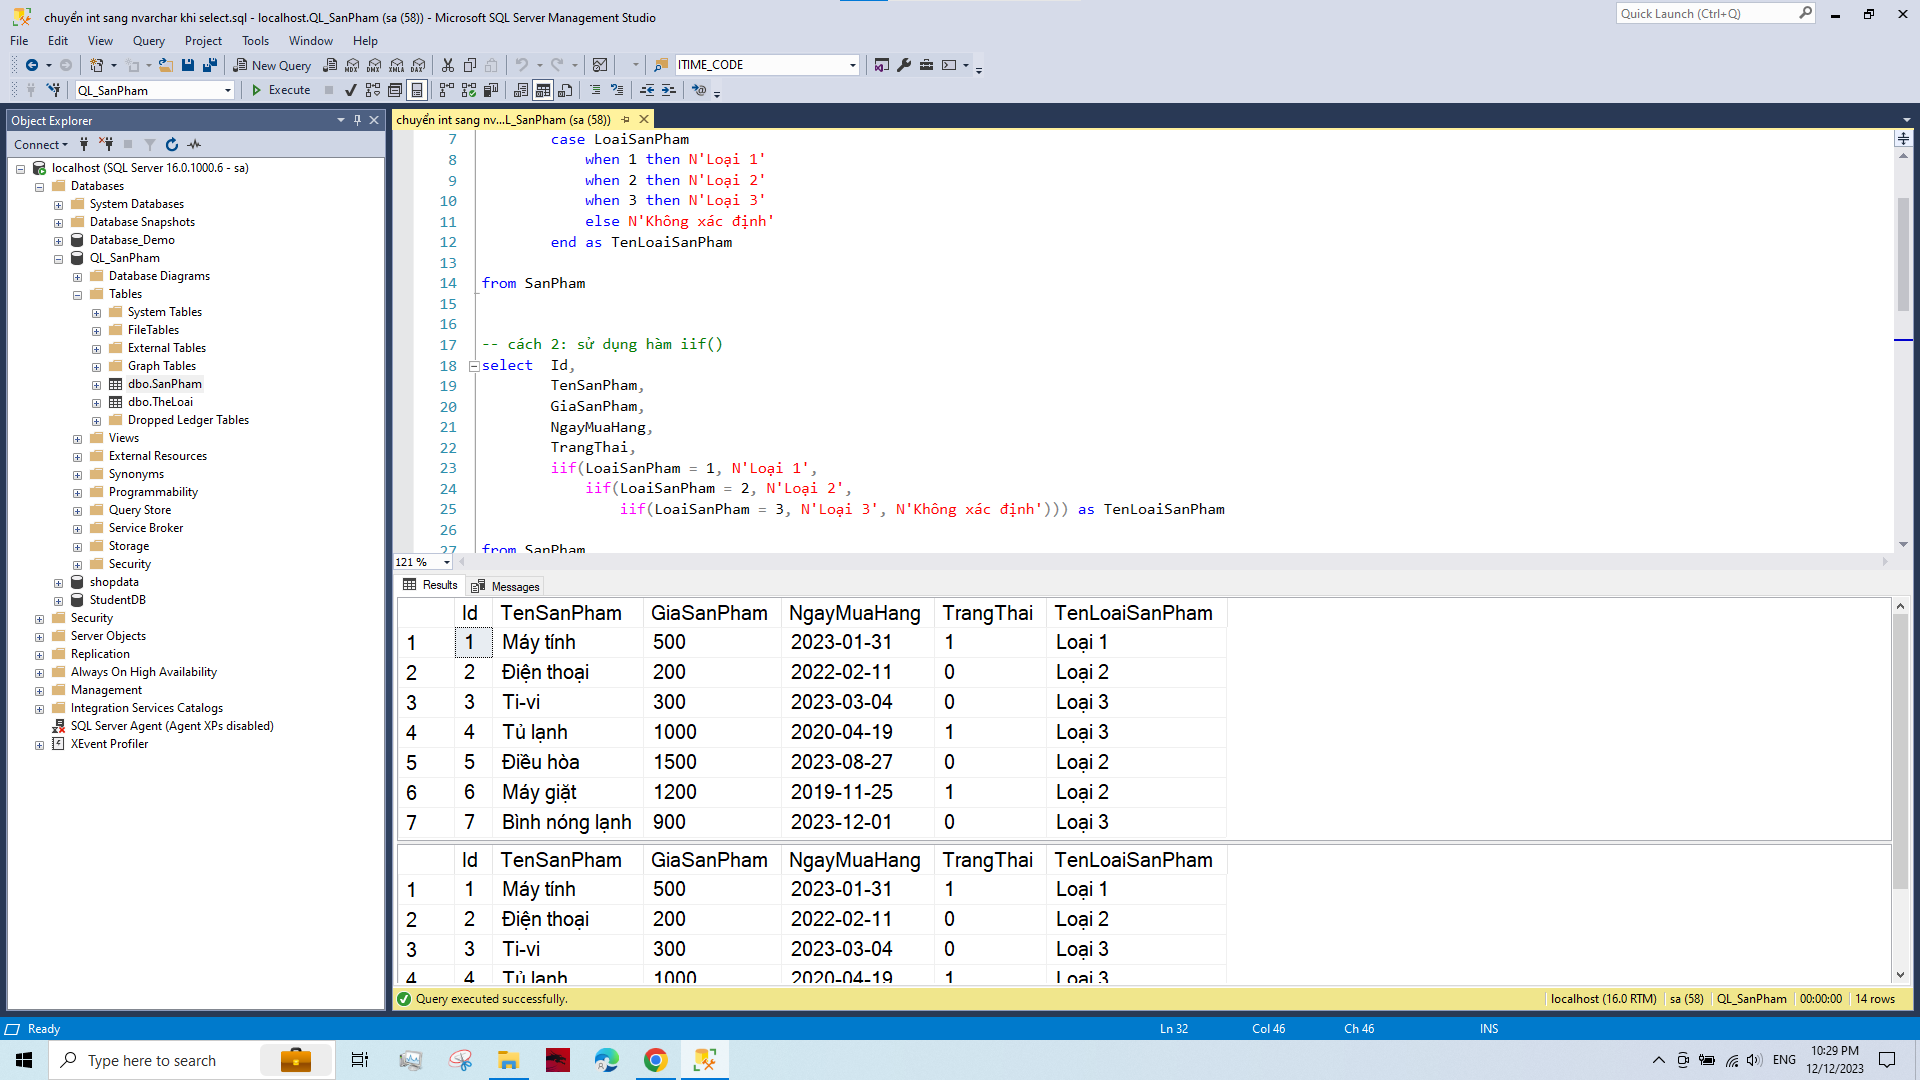 chuyển int sang nvarchar khi select.sql - localhost.QL_SanPham (sa (58)) - Microsoft SQL Server Management Studio
Quick Launch (Ctrl+Q)
File Edit View Query Project Tools Window Help
New Query
MDX DMX XMLA DAX
ITIME_CODE
QL_SanPham
Execute
Object Explorer
Connect
localhost (SQL Server 16.0.1000.6 - sa)
Databases
System Databases
Database Snapshots
Database_Demo
QL_SanPham
Database Diagrams
Tables
System Tables
FileTables
External Tables
Graph Tables
dbo.SanPham
dbo.TheLoai
Dropped Ledger Tables
Views
External Resources
Synonyms
Programmability
Query Store
Service Broker
Storage
Security
shopdata
StudentDB
Security
Server Objects
Replication
Always On High Availability
Management
Integration Services Catalogs
SQL Server Agent (Agent XPs disabled)
XEvent Profiler
chuyển int sang nv...L_SanPham (sa (58))
7 case LoaiSanPham
8 when 1 then N'Loại 1'
9 when 2 then N'Loại 2'
10 when 3 then N'Loại 3'
11 else N'Không xác định'
12 end as TenLoaiSanPham
13
14 from SanPham
15
16
17 -- cách 2: sử dụng hàm iif()
18 select Id,
19 TenSanPham,
20 GiaSanPham,
21 NgayMuaHang,
22 TrangThai,
23 iif(LoaiSanPham = 1, N'Loại 1',
24 iif(LoaiSanPham = 2, N'Loại 2',
25 iif(LoaiSanPham = 3, N'Loại 3', N'Không xác định'))) as TenLoaiSanPham
26
27 from SanPham
121 %
Results Messages
Id TenSanPham GiaSanPham NgayMuaHang TrangThai TenLoaiSanPham
1 1 Máy tính 500 2023-01-31 1 Loại 1
2 2 Điện thoại 200 2022-02-11 0 Loại 2
3 3 Ti-vi 300 2023-03-04 0 Loại 3
4 4 Tủ lạnh 1000 2020-04-19 1 Loại 3
5 5 Điều hòa 1500 2023-08-27 0 Loại 2
6 6 Máy giặt 1200 2019-11-25 1 Loại 2
7 7 Bình nóng lạnh 900 2023-12-01 0 Loại 3
Id TenSanPham GiaSanPham NgayMuaHang TrangThai TenLoaiSanPham
1 1 Máy tính 500 2023-01-31 1 Loại 1
2 2 Điện thoại 200 2022-02-11 0 Loại 2
3 3 Ti-vi 300 2023-03-04 0 Loại 3
4 4 Tủ lạnh 1000 2020-04-19 1 Loại 3
Query executed successfully. localhost (16.0 RTM) sa (58) QL_SanPham 00:00:00 14 rows
Ready Ln 32 Col 46 Ch 46 INS
Type here to search
ENG
10:29 PM
12/12/2023